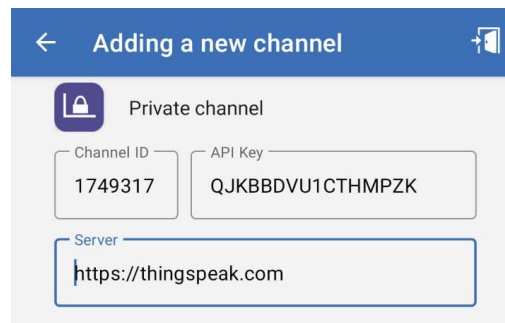 Adding a new channel
Private channel
Channel ID
API Key
1749317
QJKBBDVU1CTHMPZK
Server
https://thingspeak.com